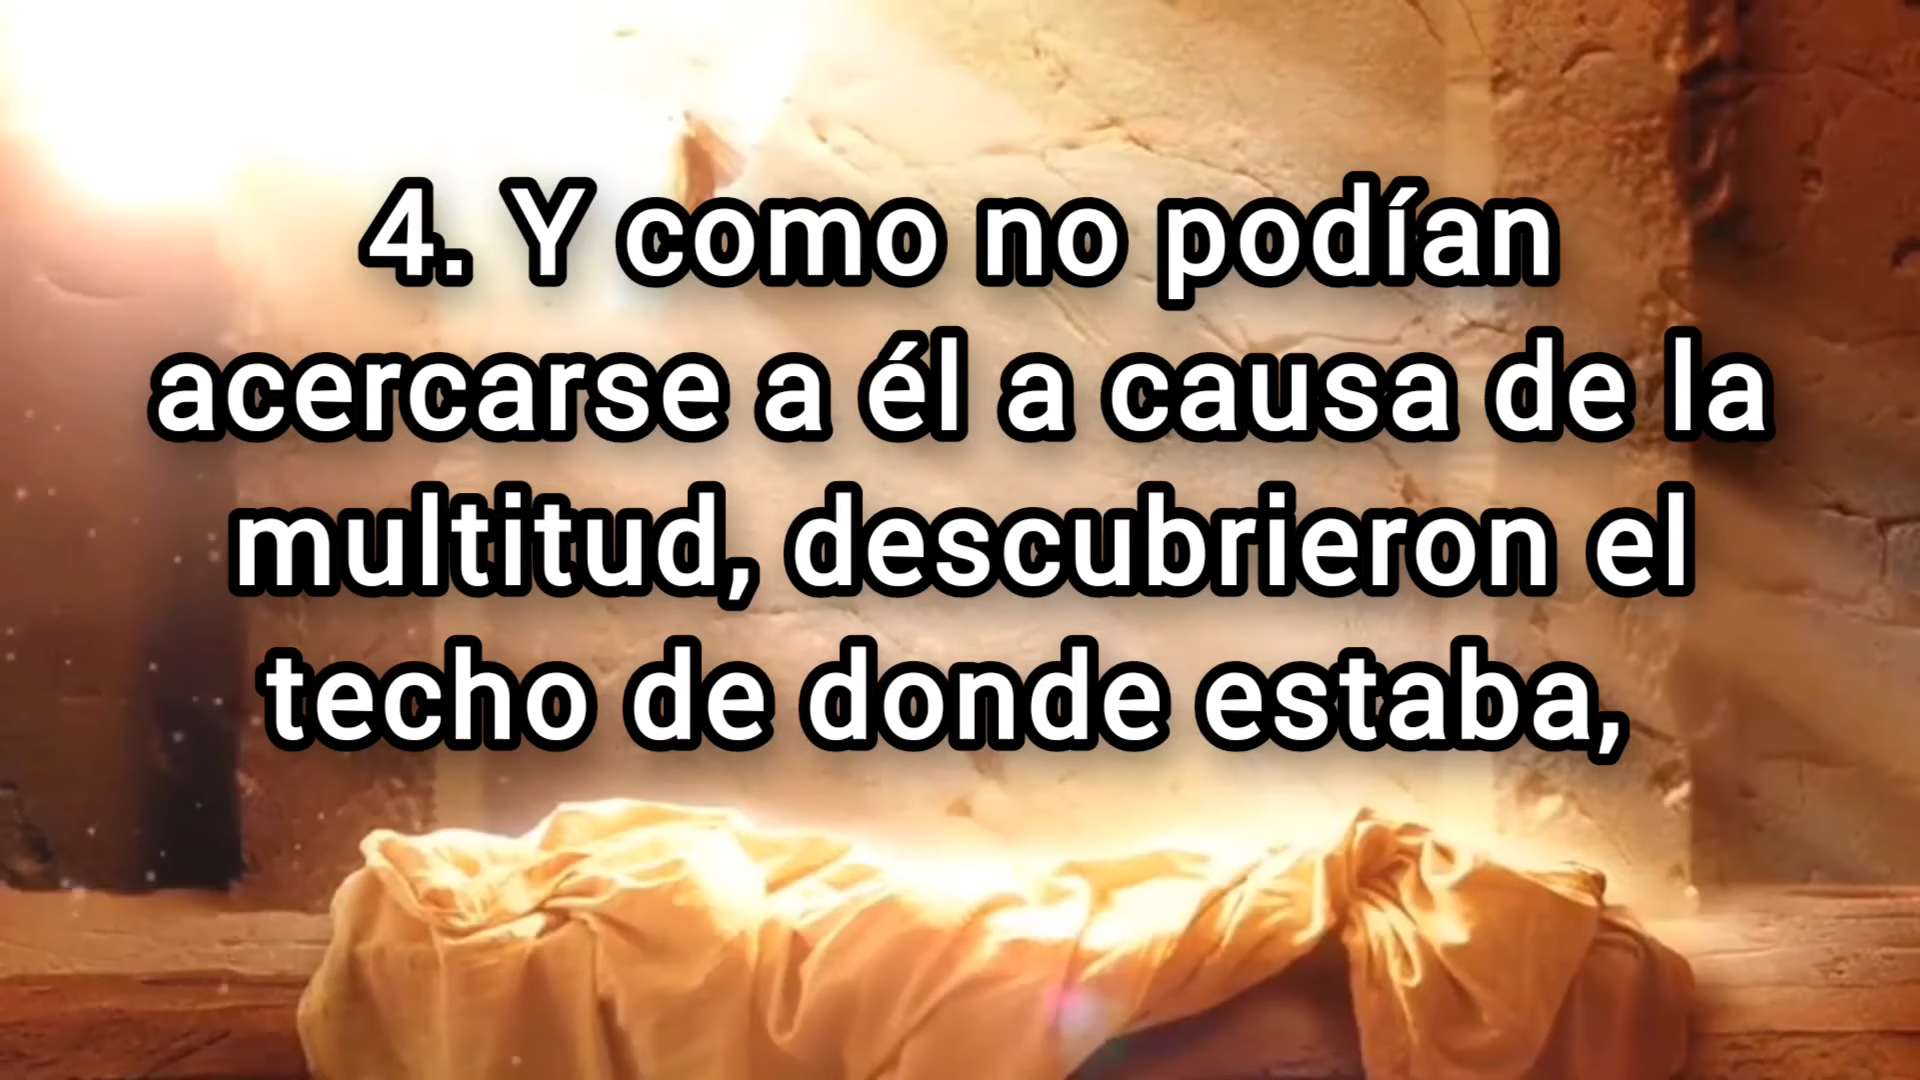 4. Y como no podían
acercarse a él a causa de la
multitud, descubrieron el
techo de donde estaba,